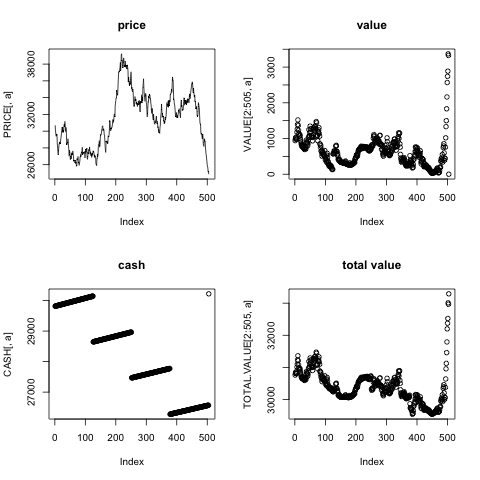 price
value
PRICE[, a]
26000
32000
38000
VALUE[2:505, a]
0
1000
2000
3000
0
100
200
300
400
500
0
100
200
300
400
500
Index
Index
cash
total value
CASH[, a]
27000
29000
TOTAL.VALUE[2:505, a]
30000
32000
0
100
200
300
400
500
0
100
200
300
400
500
Index
Index